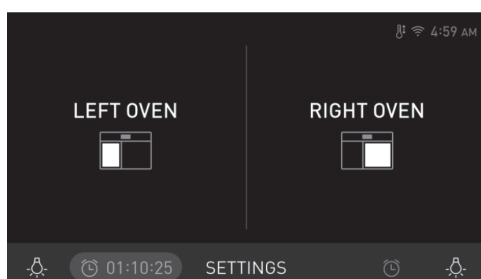 4:59 AM
LEFT OVEN
RIGHT OVEN
01:10:25
SETTINGS